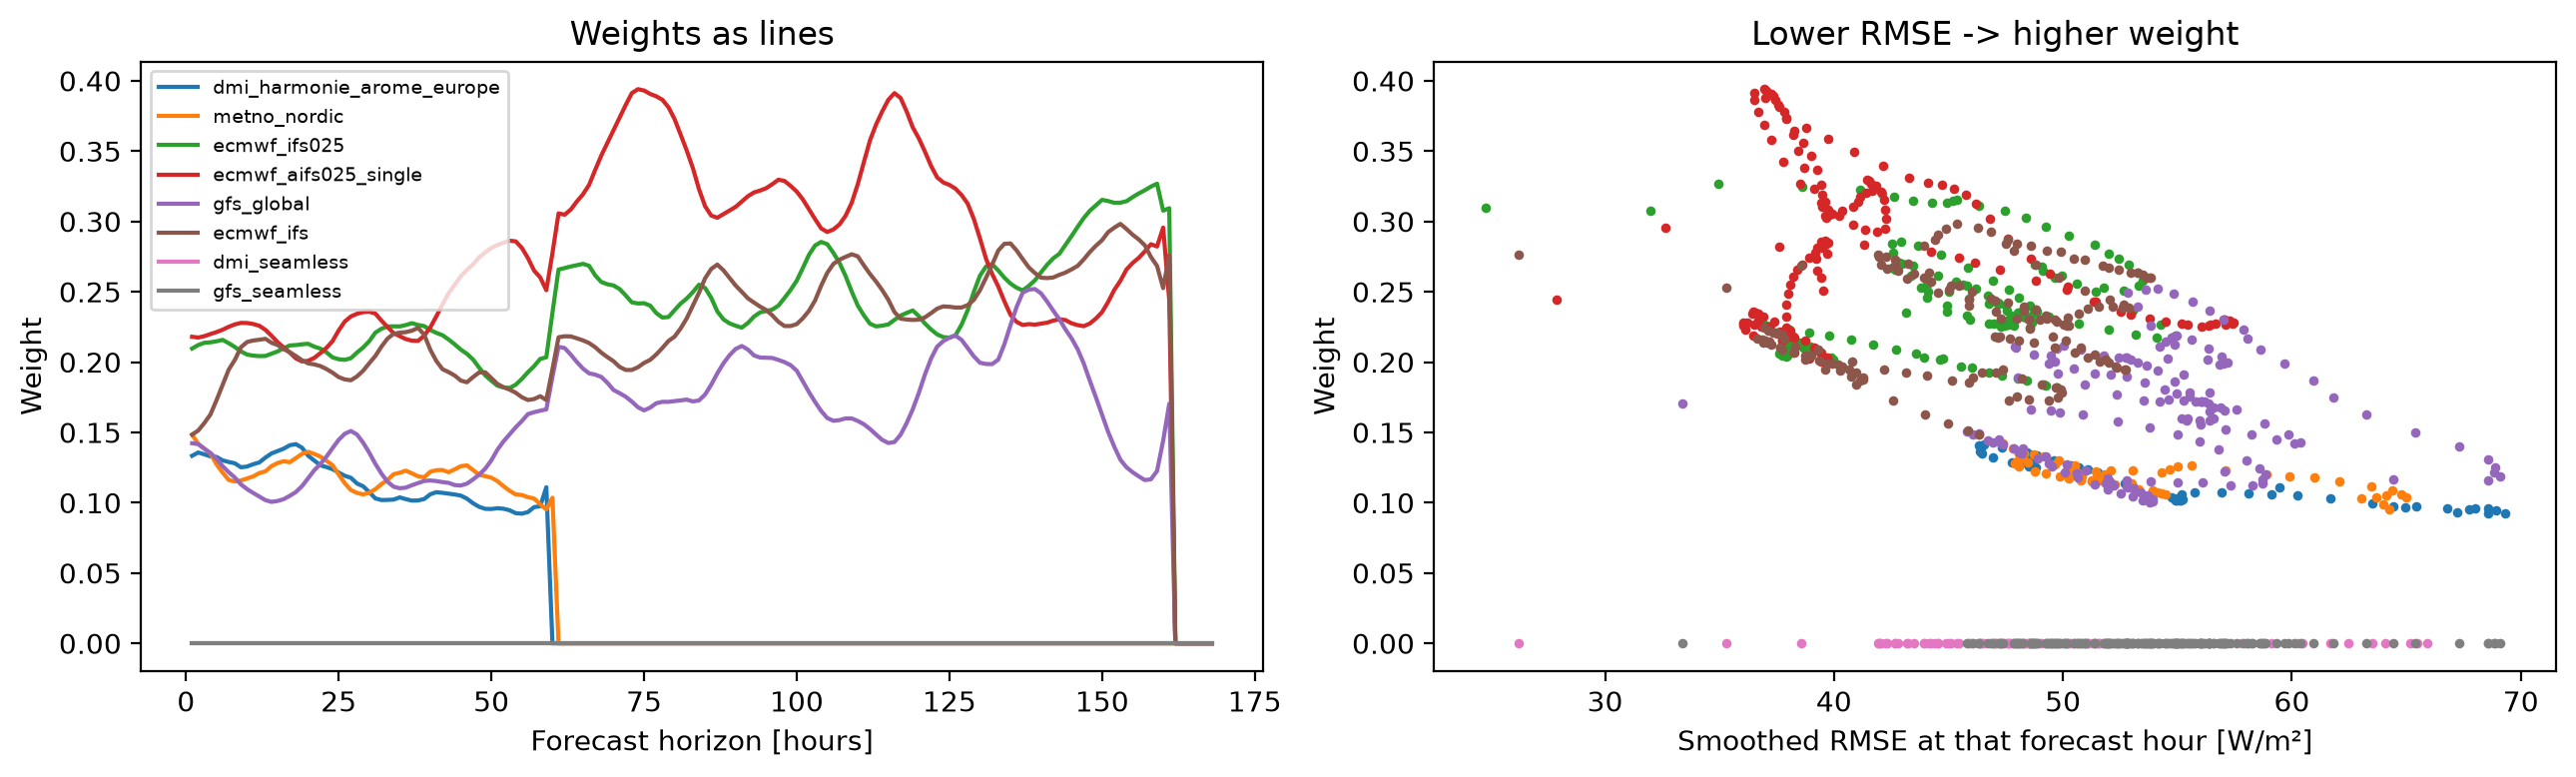 Weights as lines
0.40
0.35
0.30
0.25
0.20
0.15
0.10
0.05
0.00
Weight
dmi_harmonie_arome_europe
metno_nordic
ecmwf_ifs025
ecmwf_aifs025_single
gfs_global
ecmwf_ifs
dmi_seamless
gfs_seamless
0 25 50 75 100 125 150 175
Forecast horizon [hours]
Lower RMSE -> higher weight
0.40
0.35
0.30
0.25
0.20
0.15
0.10
0.05
0.00
Weight
30 40 50 60 70
Smoothed RMSE at that forecast hour [W/m²]